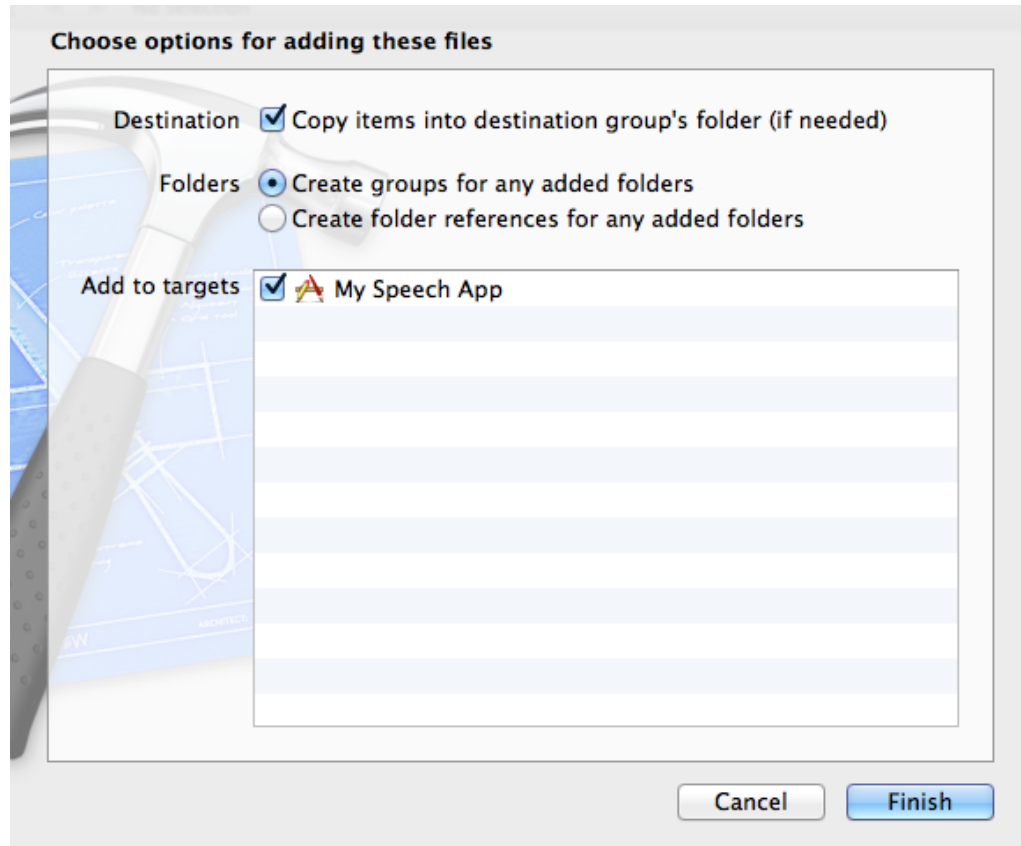 Choose options for adding these files
Destination Copy items into destination group's folder (if needed)
Folders Create groups for any added folders
Create folder references for any added folders
Add to targets My Speech App
ARCHITECT
Cancel Finish